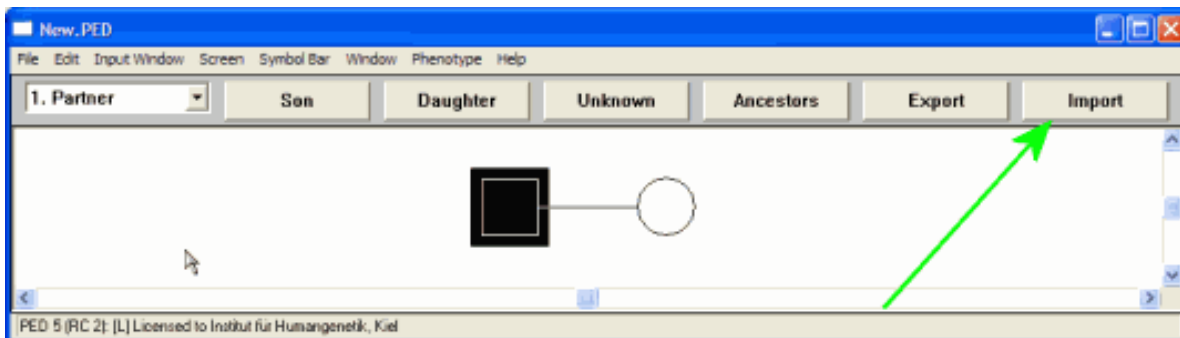 New.PED
File Edit Input Window Screen Symbol Bar Window Phenotype Help
1. Partner Son Daughter Unknown Ancestors Export Import
PED 5 (RC 2): [L] Licensed to Institut für Humangenetik, Kiel